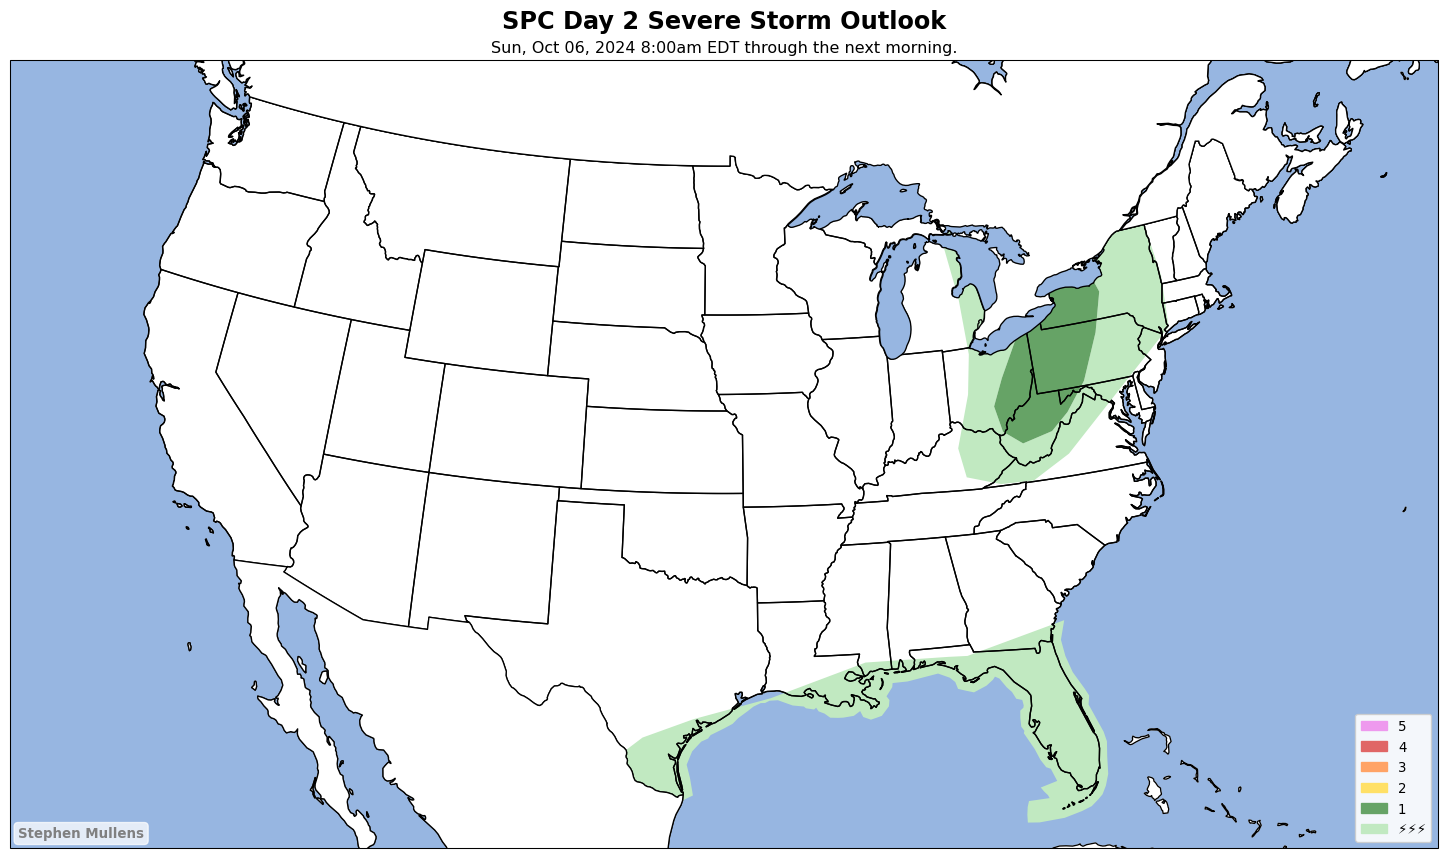 SPC Day 2 Severe Storm Outlook
Sun, Oct 06, 2024 8:00am EDT through the next morning.
5
4
3
2
1
⚡⚡⚡
Stephen Mullens